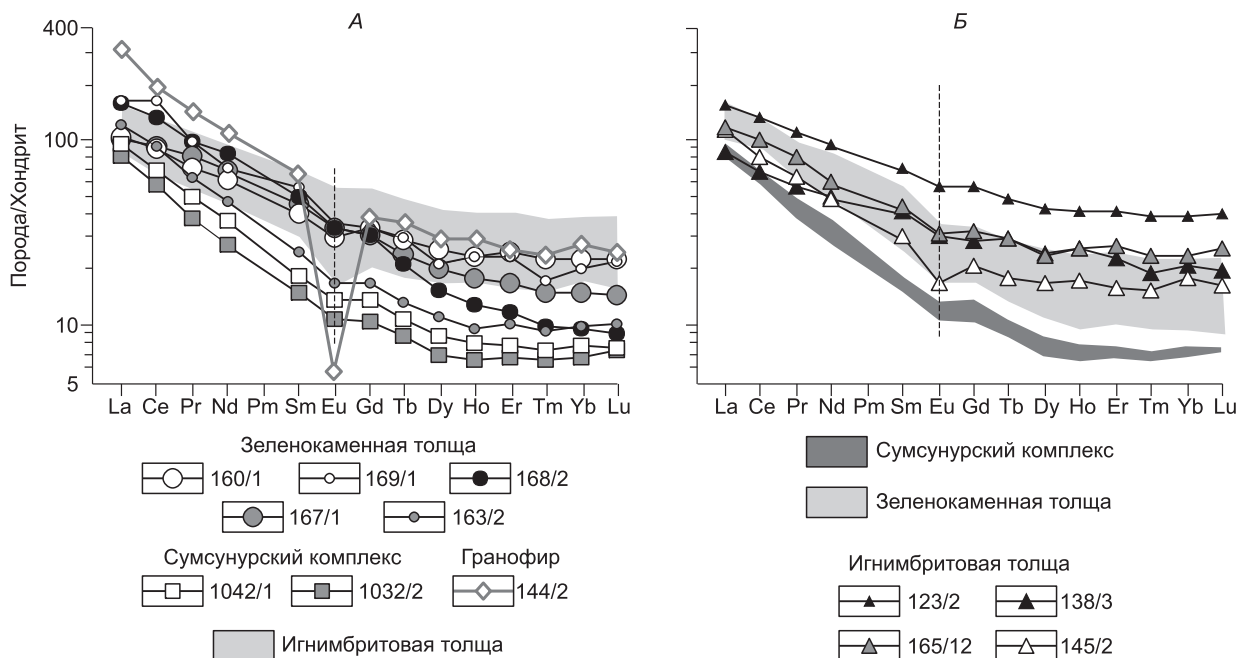 А
Б
400
100
10
5
Порода/Хондрит
La Ce Pr Nd Pm Sm Eu Gd Tb Dy Ho Er Tm Yb Lu
La Ce Pr Nd Pm Sm Eu Gd Tb Dy Ho Er Tm Yb Lu
Зеленокаменная толща
160/1 169/1 168/2
167/1 163/2
Сумсунурский комплекс Гранофир
1042/1 1032/2 144/2
Игнимбритовая толща
Сумсунурский комплекс
Зеленокаменная толща
Игнимбритовая толща
123/2 138/3
165/12 145/2